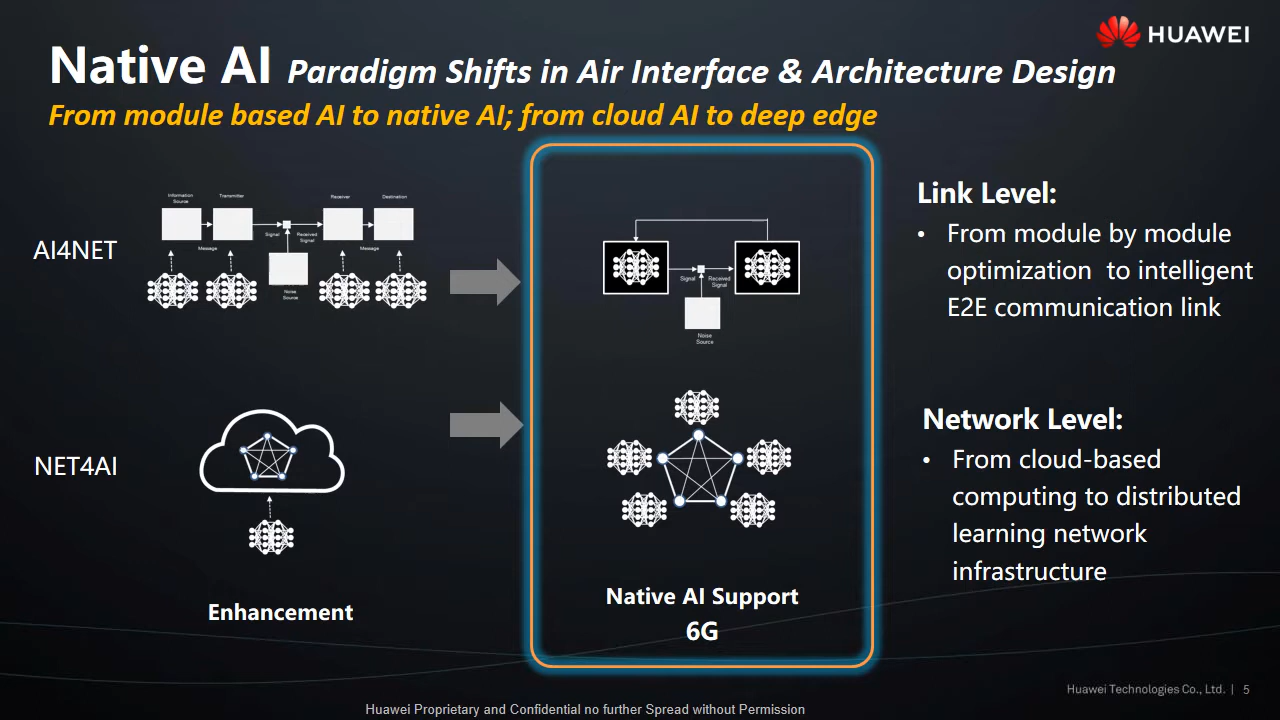 HUAWEI
Native AI Paradigm Shifts in Air Interface & Architecture Design
From module based AI to native AI; from cloud AI to deep edge
AI4NET
Information
Source
Transmitter
Receiver
Destination
Signal
Received
Signal
Message
Message
Noise
Source
Signal
Received
Signal
Noise
Source
Link Level:
• From module by module
optimization to intelligent
E2E communication link
NET4AI
Network Level:
• From cloud-based
computing to distributed
learning network
infrastructure
Enhancement
Native AI Support
6G
Huawei Technologies Co., Ltd. | 5
Huawei Proprietary and Confidential no further Spread without Permission